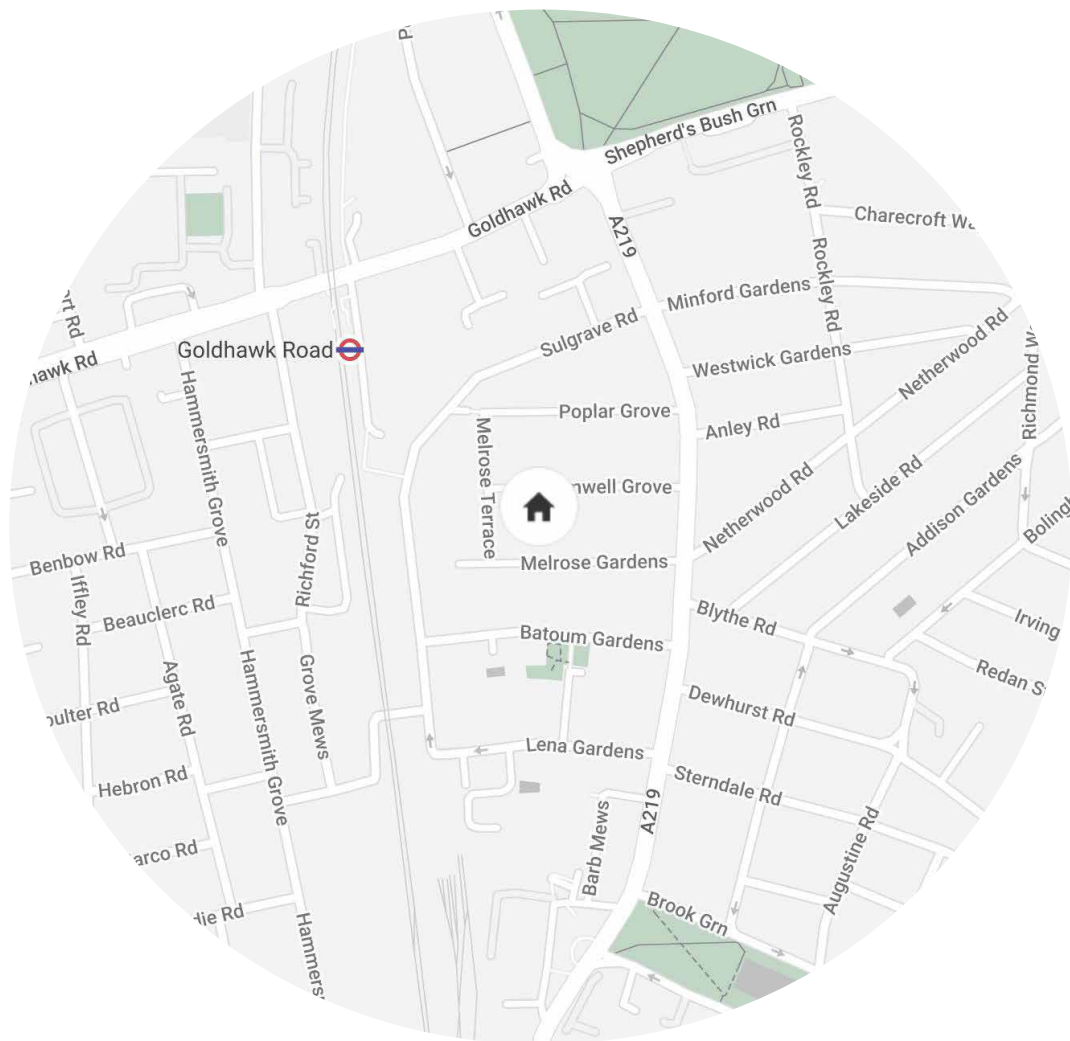 Shepherd's Bush Grn
Rockley Rd
Goldhawk Rd
A219
Charecroft
Rockley Rd
Minford Gardens
Sulgrave Rd
Goldhawk Road
Westwick Gardens
Netherwood Rd
Richmond
hawk Rd
Hammersmith Grove
Poplar Grove
Anley Rd
Melrose Terrace
nwell Grove
Netherwood Rd
Lakeside Rd
Addison Gardens
Benbow Rd
Richford St
Melrose Gardens
Iffley Rd
Beauclerc Rd
Blythe Rd
Irving
Batoum Gardens
Agate Rd
Hammersmith Grove
Grove Mews
Redan
oulter Rd
Dewhurst Rd
Lena Gardens
Hebron Rd
Sterndale Rd
A219
Barb Mews
Augustine Rd
arco Rd
die Rd
Brook Grn
Hammers